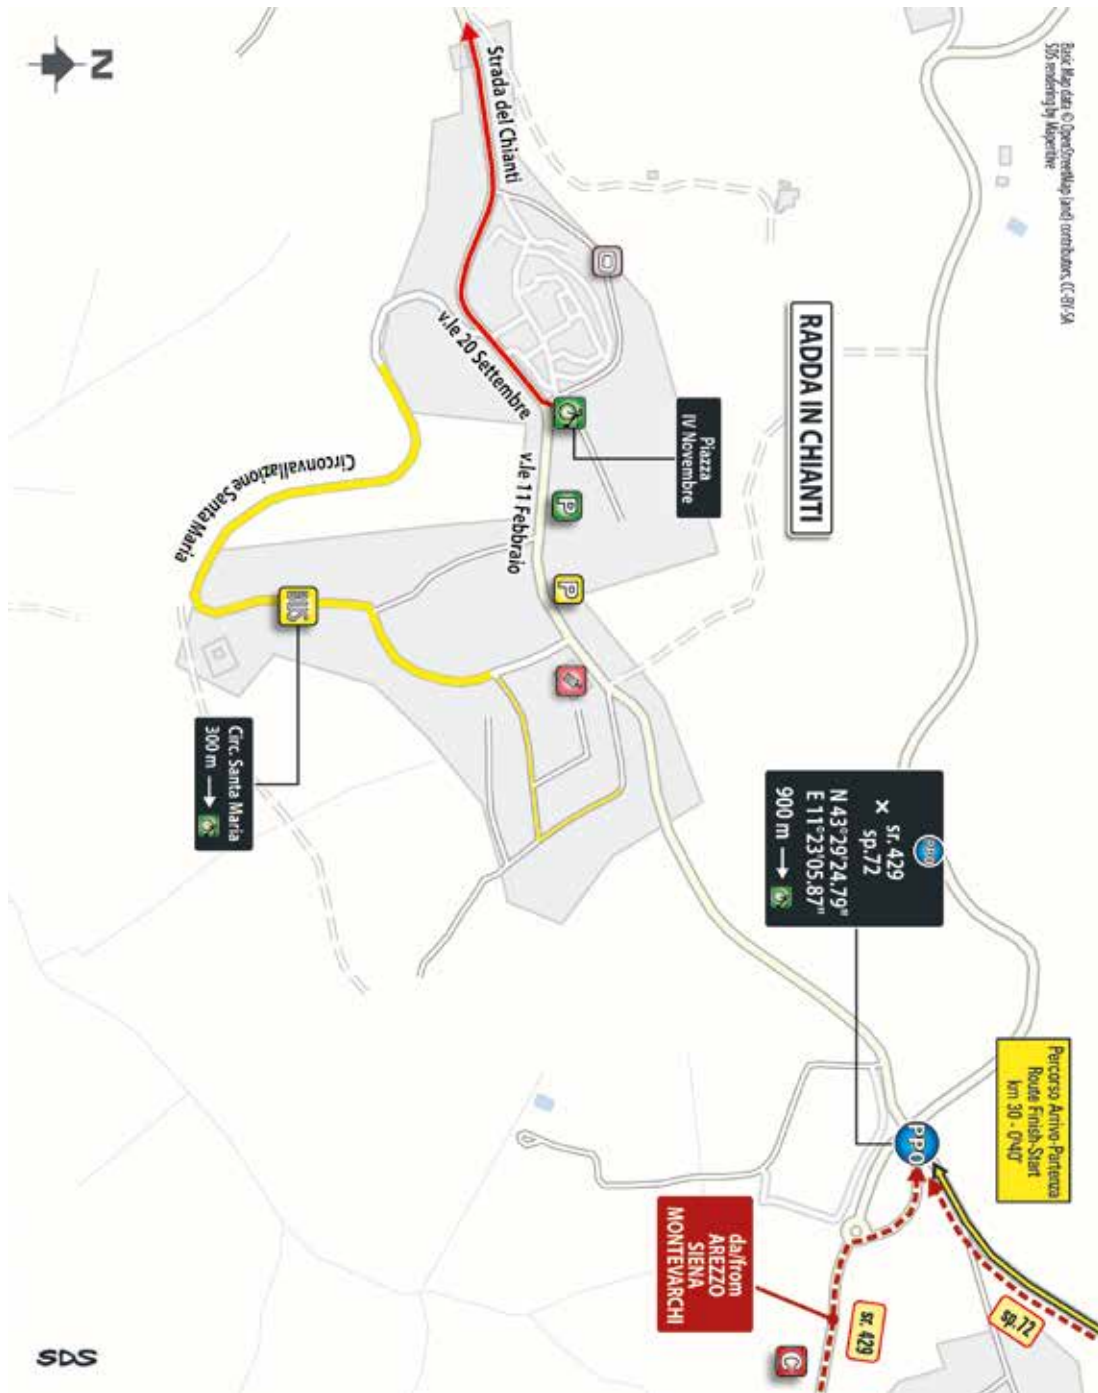 N
Basic Map data © OpenStreetMap (and) contributors, CC-BY-SA
SDS rendering by Maperitive
Strada del Chianti
v.le 20 Settembre
v.le 11 Febbraio
Circonvallazione Santa Maria
RADDA IN CHIANTI
Piazza
IV Novembre
P
P
BUS
Circ. Santa Maria
300 m
PPO
x sr. 429
sp.72
N 43°29'24.79"
E 11°23'05.87"
900 m
PPO
Percorso Arrivo-Partenza
Route Finish-Start
km 30 - 0'40'
da/from
AREZZO
SIENA
MONTEVARCHI
sr. 429
sp.72
C
SDS